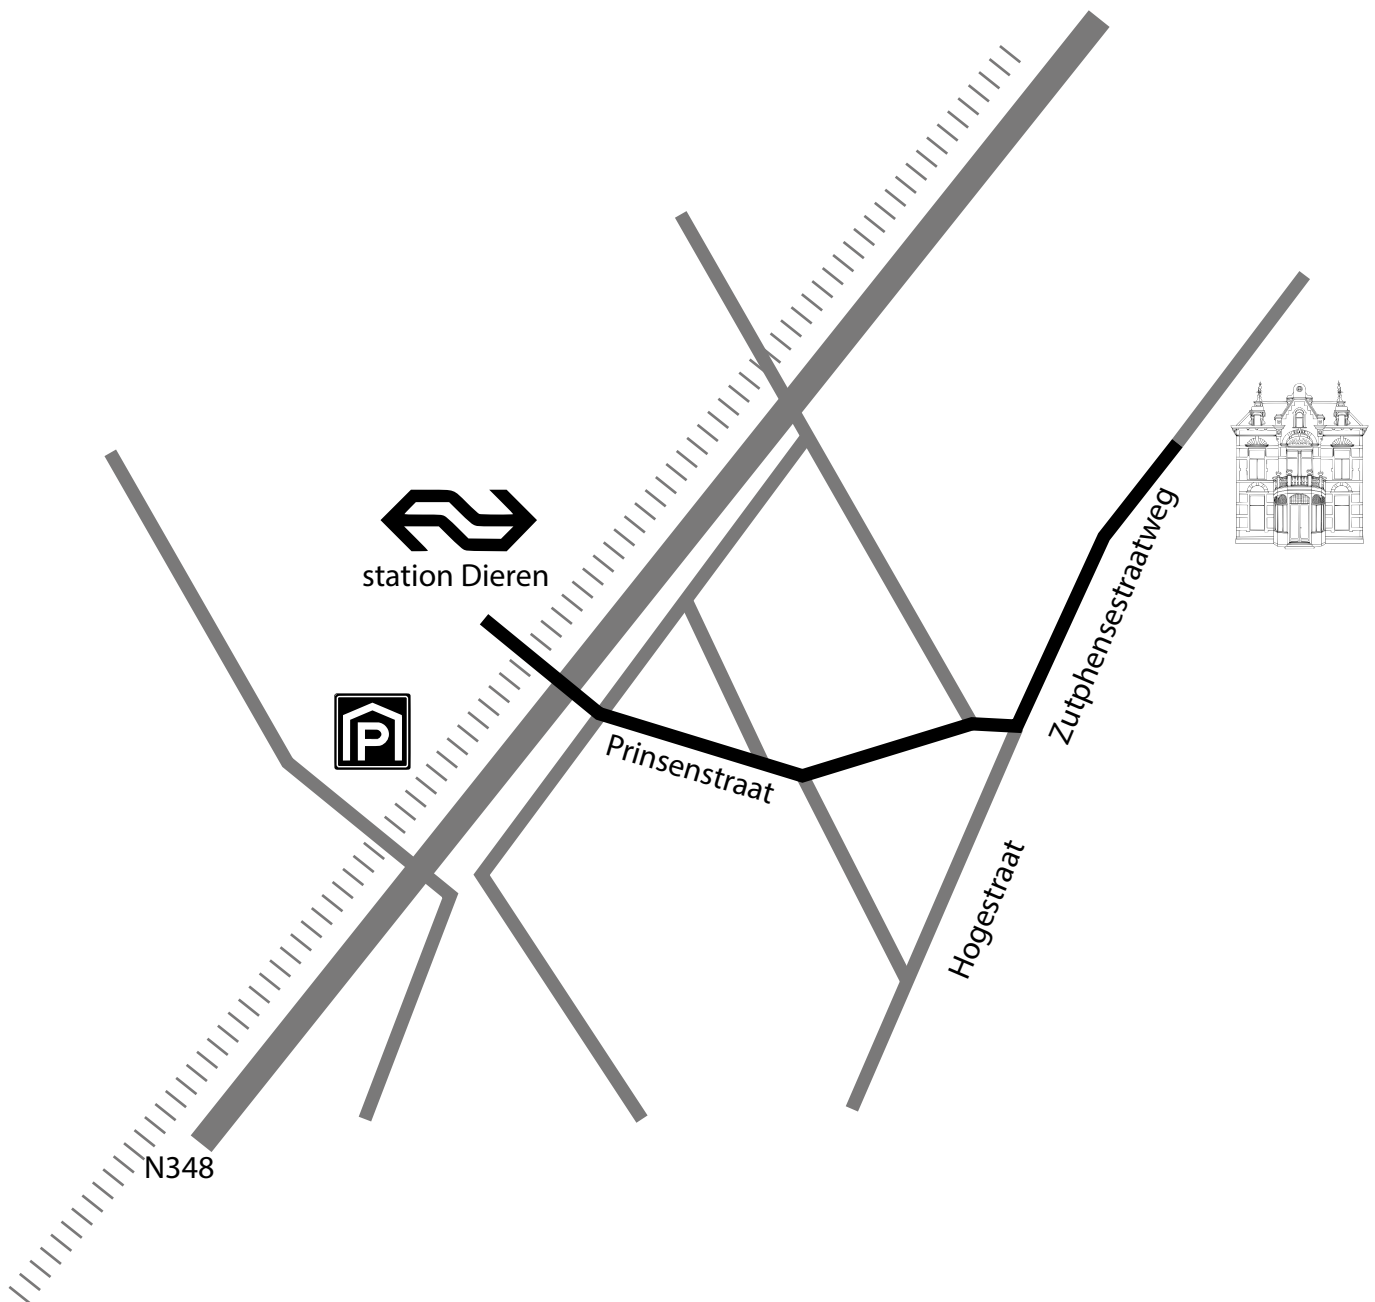 station Dieren
P
Prinsenstraat
Zutphensestraatweg
Hogestraat
N348